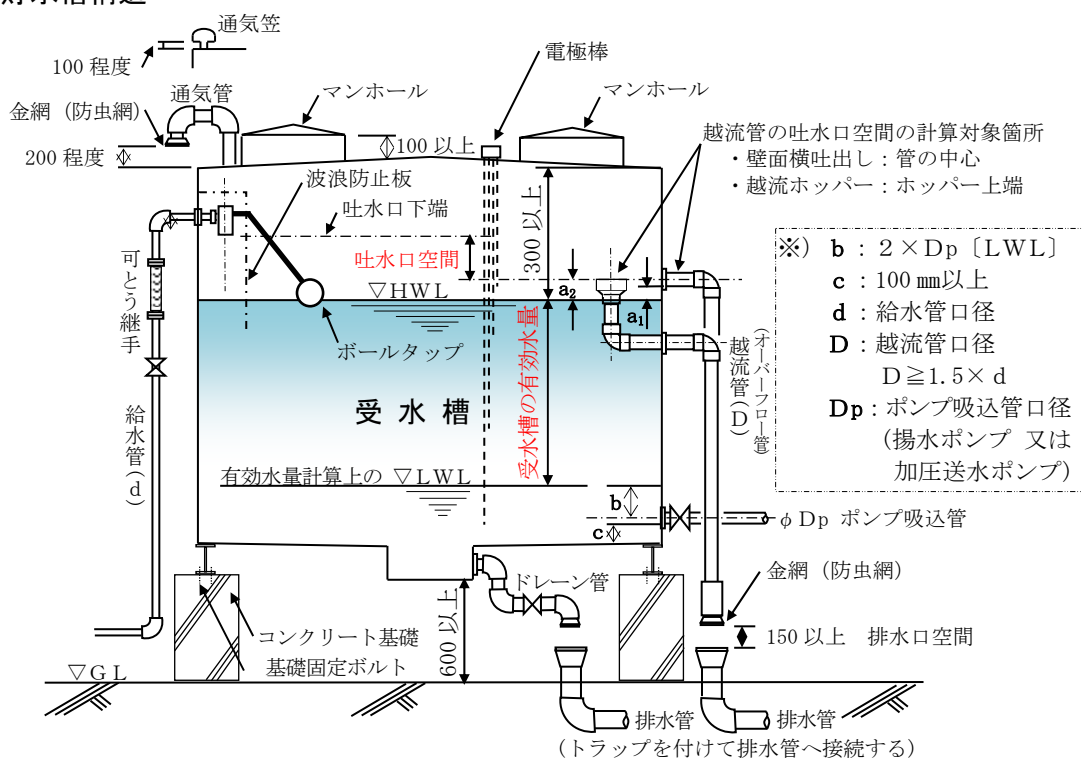 通気笠
100 程度
通気管
電極棒
マンホール
マンホール
金網 (防虫網)
200 程度
100 以上
越流管の吐水口空間の計算対象箇所
・壁面横吐出し：管の中心
・越流ホッパー：ホッパー上端
波浪防止板
吐水口下端
吐水口空間
300 以上
※) b : 2×Dp〔LWL〕
c : 100 ㎜以上
d : 給水管口径
D : 越流管口径
D≧1.5×d
Dp : ポンプ吸込管口径
(揚水ポンプ 又は
加圧送水ポンプ)
可とう継手
▽HWL
a₂
a₁
ボールタップ
受水槽の有効水量
越流管(D)
(オーバーフロー管)
受 水 槽
給水管(d)
有効水量計算上の ▽LWL
b
c
φDp ポンプ吸込管
ドレーン管
金網 (防虫網)
600 以上
150 以上 排水口空間
コンクリート基礎
基礎固定ボルト
▽GL
排水管
排水管
(トラップを付けて排水管へ接続する)